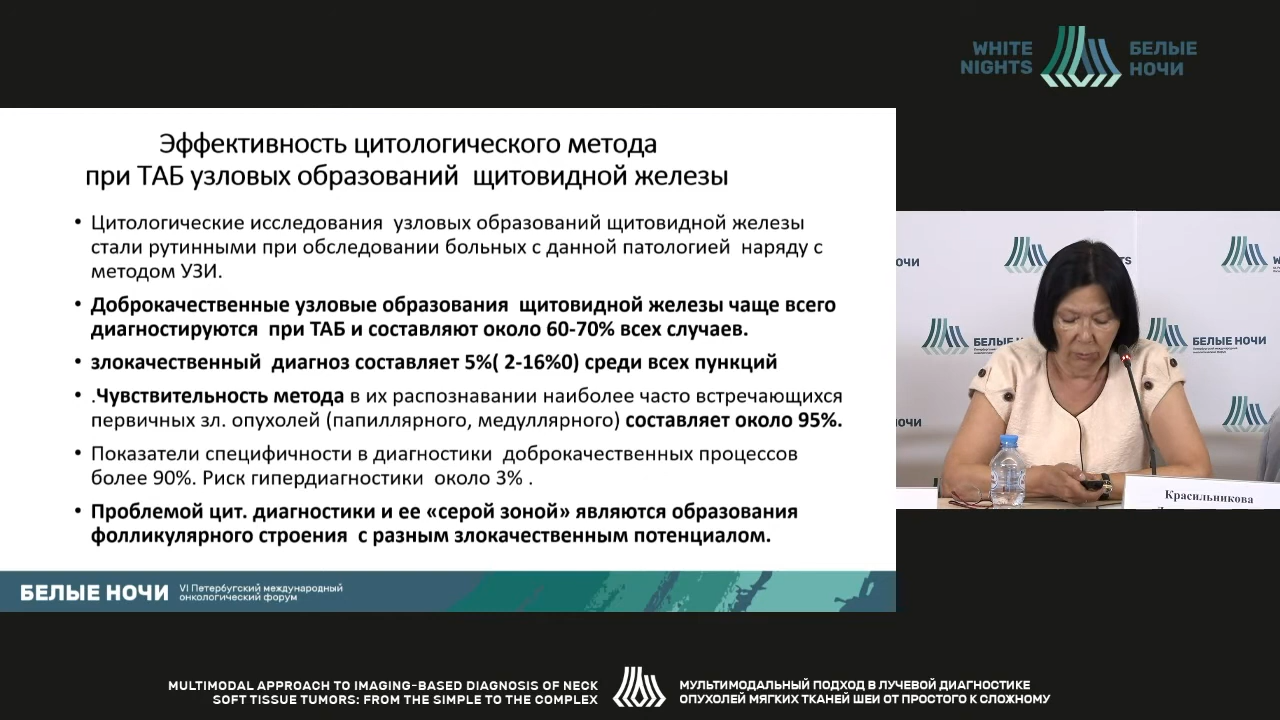 WHITE
NIGHTS
БЕЛЫЕ
НОЧИ
Эффективность цитологического метода
при ТАБ узловых образований щитовидной железы
• Цитологические исследования узловых образований щитовидной железы
стали рутинными при обследовании больных с данной патологией наряду с
методом УЗИ.
• Доброкачественные узловые образования щитовидной железы чаще всего
диагностируются при ТАБ и составляют около 60-70% всех случаев.
• злокачественный диагноз составляет 5%( 2-16%0) среди всех пункций
• .Чувствительность метода в их распознавании наиболее часто встречающихся
первичных зл. опухолей (папиллярного, медуллярного) составляет около 95%.
• Показатели специфичности в диагностики доброкачественных процессов
более 90%. Риск гипердиагностики около 3% .
• Проблемой цит. диагностики и ее «серой зоной» являются образования
фолликулярного строения с разным злокачественным потенциалом.
БЕЛЫЕ НОЧИ
VI Петербургский международный
онкологический форум
НОЧИ
БЕЛЫЕ
БЕЛЫЕ НОЧИ
НОЧИ
Красильникова
MULTIMODAL APPROACH TO IMAGING-BASED DIAGNOSIS OF NECK
SOFT TISSUE TUMORS: FROM THE SIMPLE TO THE COMPLEX
МУЛЬТИМОДАЛЬНЫЙ ПОДХОД В ЛУЧЕВОЙ ДИАГНОСТИКЕ
ОПУХОЛЕЙ МЯГКИХ ТКАНЕЙ ШЕИ ОТ ПРОСТОГО К СЛОЖНОМУ